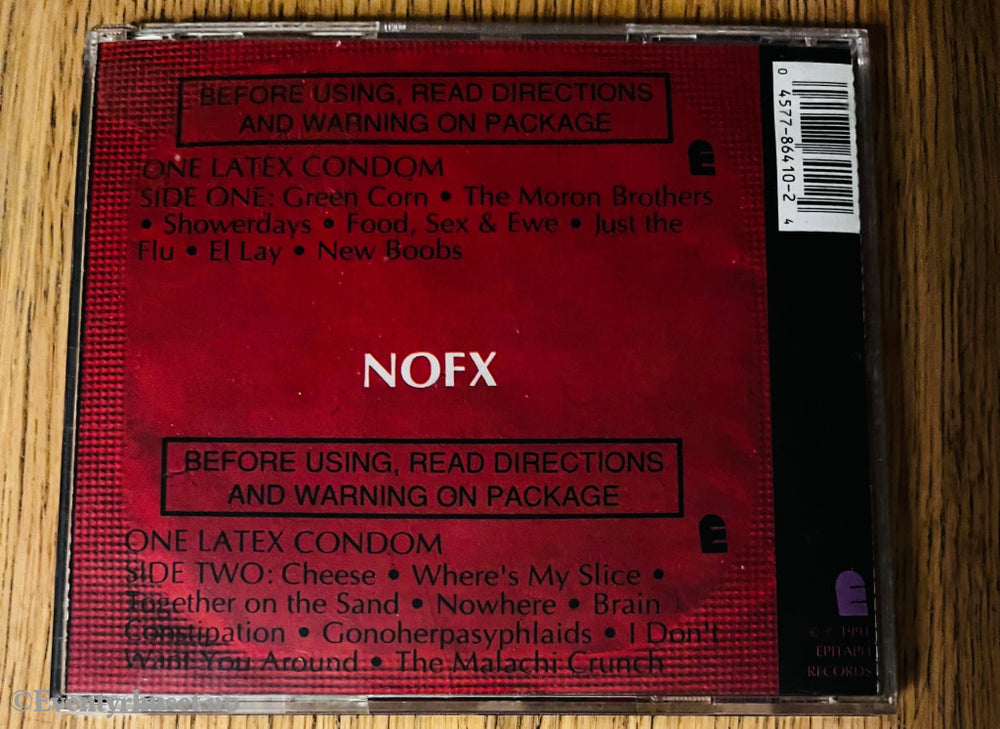 BEFORE USING, READ DIRECTIONS
AND WARNING ON PACKAGE
ONE LATEX CONDOM
SIDE ONE: Green Corn • The Moron Brothers
• Showerdays • Food, Sex & Ewe • Just the
Flu • El Lay • New Boobs
E
0 4577-86410-2 4
NOFX
BEFORE USING, READ DIRECTIONS
AND WARNING ON PACKAGE
ONE LATEX CONDOM
SIDE TWO: Cheese • Where's My Slice •
Together on the Sand • Nowhere • Brain
Constipation • Gonoherpasyphlaids • I Don't
Want You Around • The Malachi Crunch
E
E
© ℗ 1991
EPITAPH
RECORDS